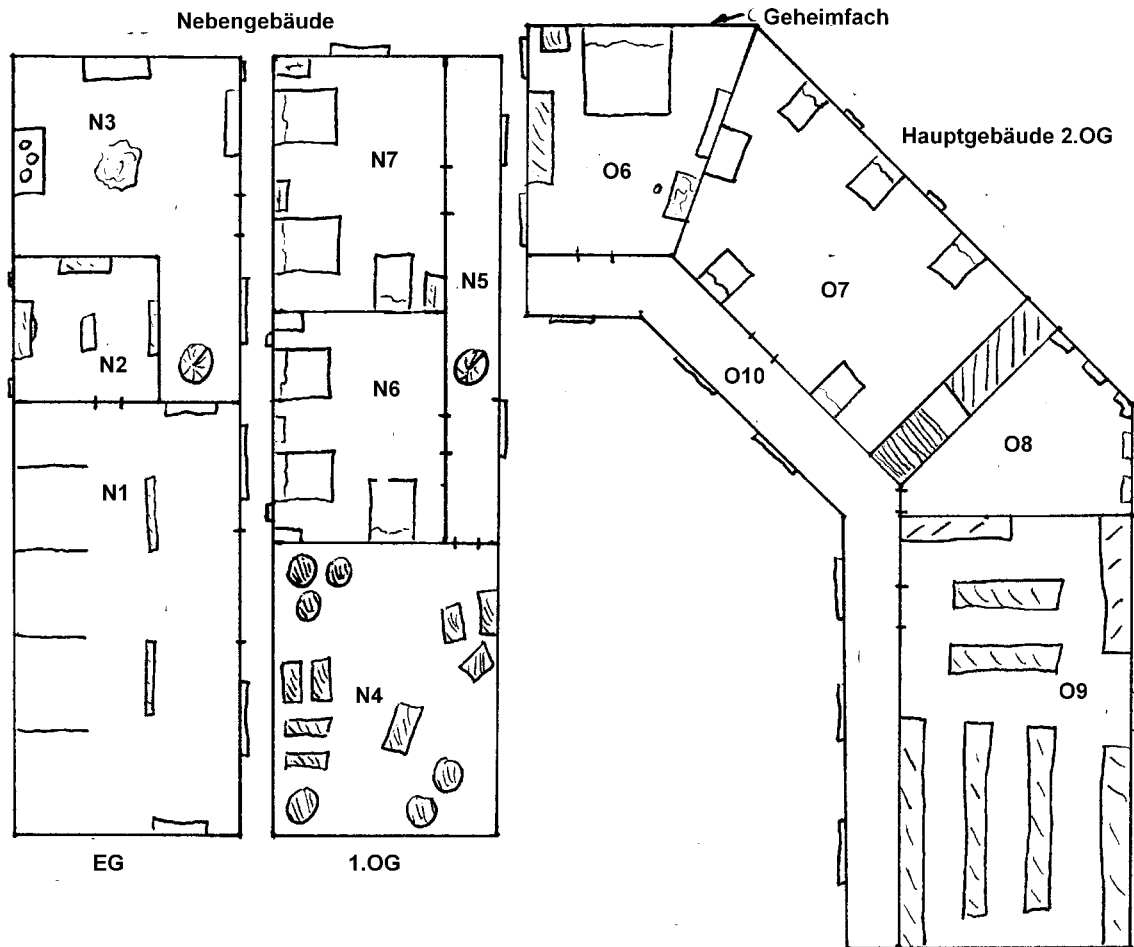 Nebengebäude
Geheimfach
Hauptgebäude 2.OG
N3
N7
O6
N5
O7
N2
N6
O10
O8
N1
N4
O9
EG
1.OG